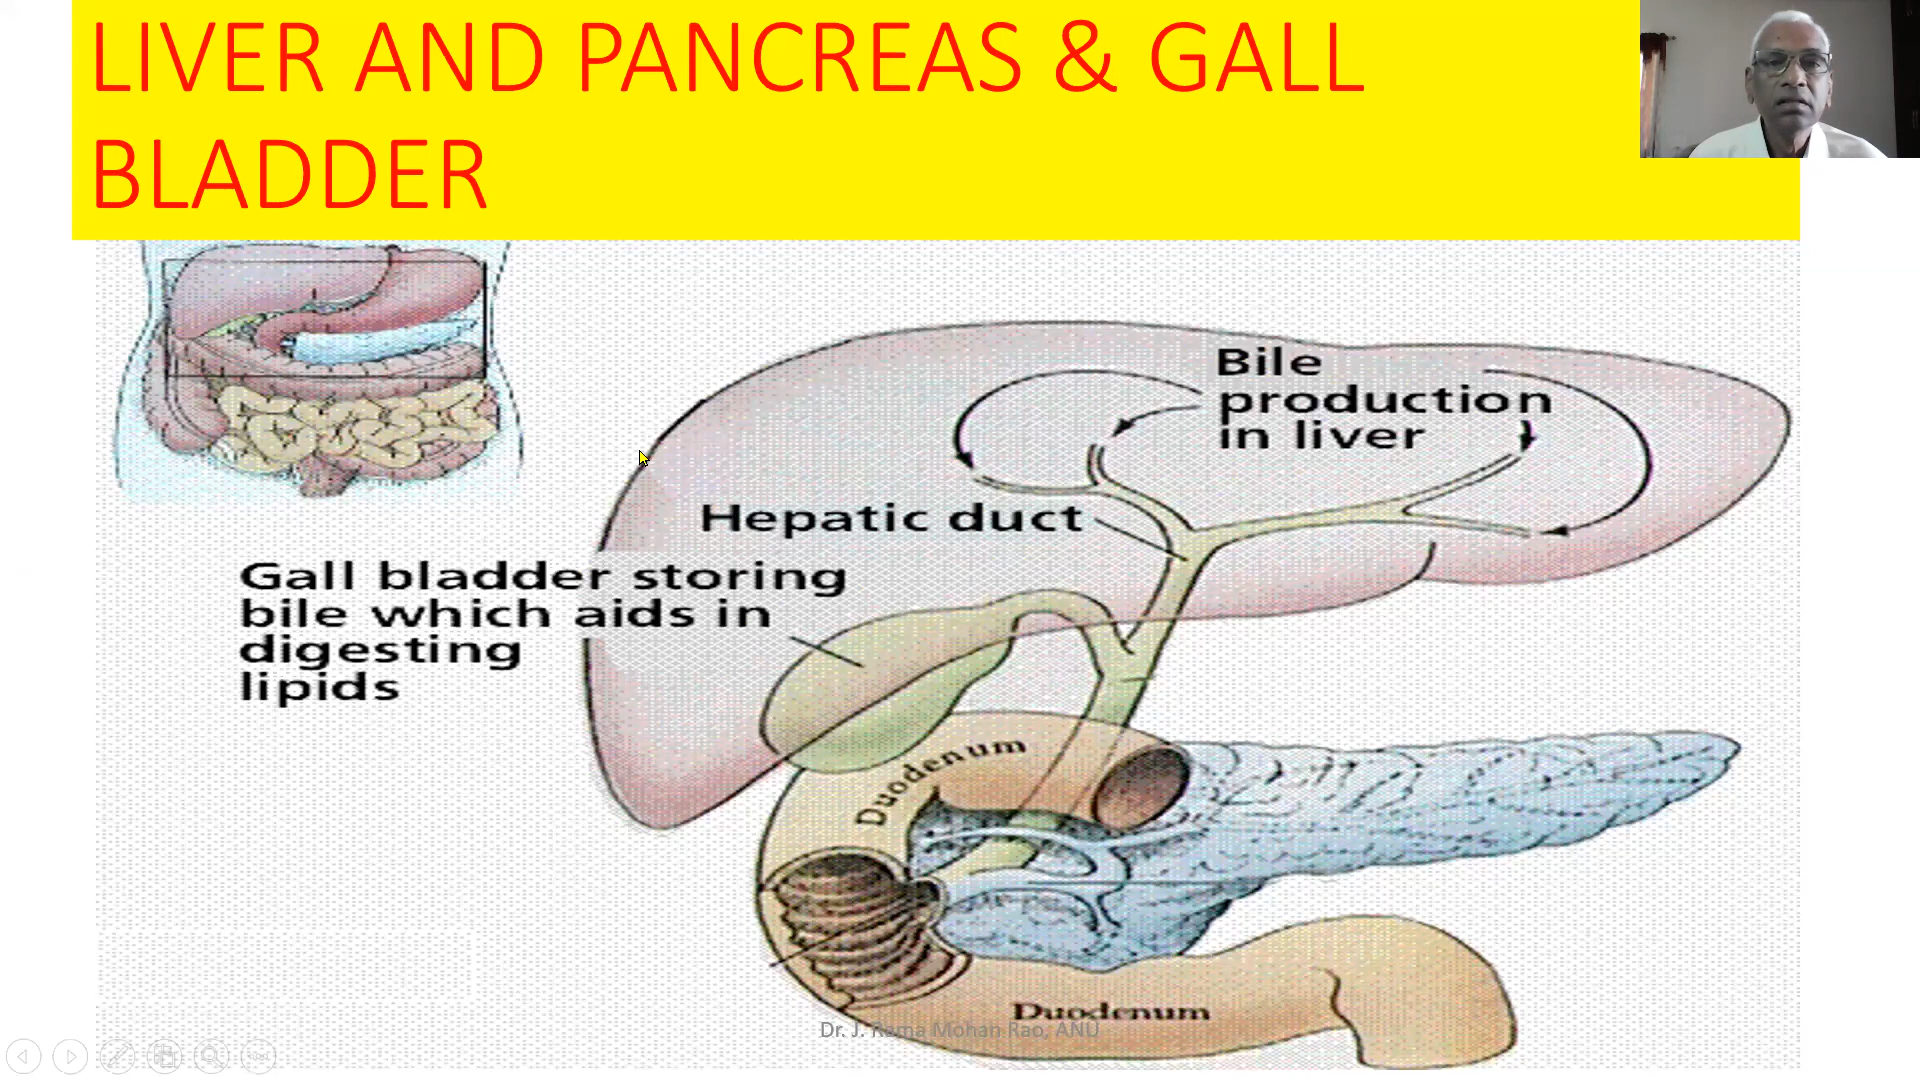 LIVER AND PANCREAS & GALL
BLADDER
Bile
production
in liver
Hepatic duct
Gall bladder storing
bile which aids in
digesting
lipids
Duodenum
Duodenum
Dr. J. Rama Mohan Rao, ANU